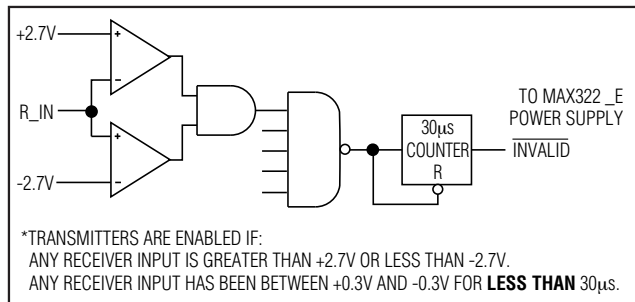 +2.7V
R_IN
-2.7V
+
-
+
-
30µs
COUNTER
R
TO MAX322 _E
POWER SUPPLY
INVALID
*TRANSMITTERS ARE ENABLED IF:
ANY RECEIVER INPUT IS GREATER THAN +2.7V OR LESS THAN -2.7V.
ANY RECEIVER INPUT HAS BEEN BETWEEN +0.3V AND -0.3V FOR LESS THAN 30µs.